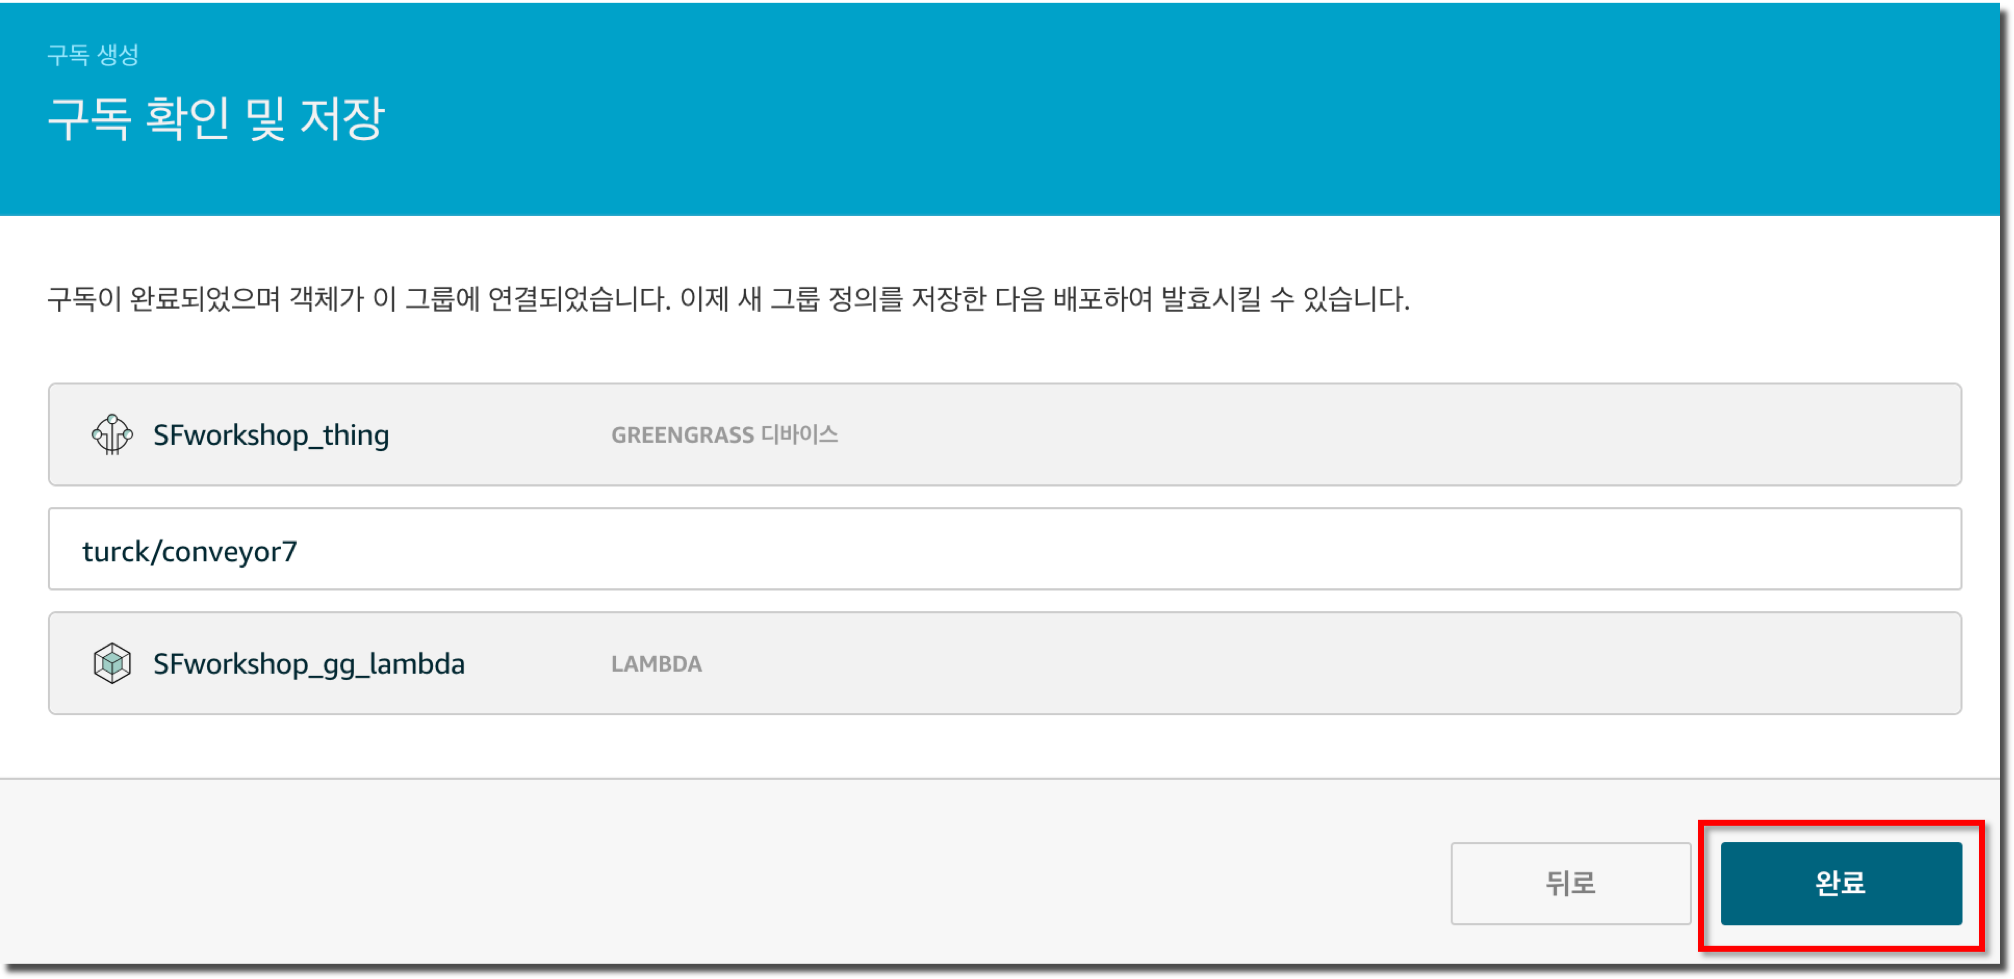 구독 생성
구독 확인 및 저장
구독이 완료되었으며 객체가 이 그룹에 연결되었습니다. 이제 새 그룹 정의를 저장한 다음 배포하여 발효시킬 수 있습니다.
SFworkshop_thing GREENGRASS 디바이스
turck/conveyor7
SFworkshop_gg_lambda LAMBDA
뒤로 완료